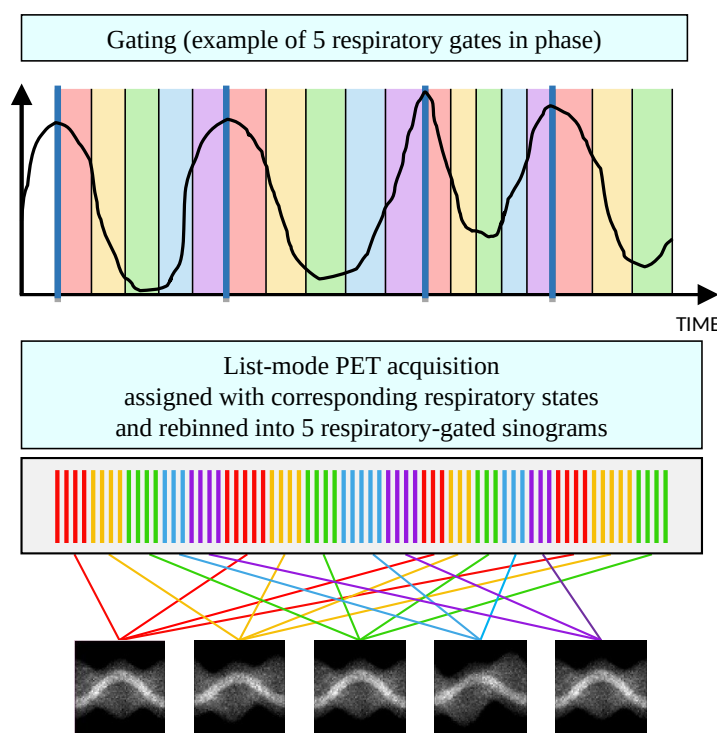 Gating (example of 5 respiratory gates in phase)
TIME
List-mode PET acquisition
assigned with corresponding respiratory states
and rebinned into 5 respiratory-gated sinograms